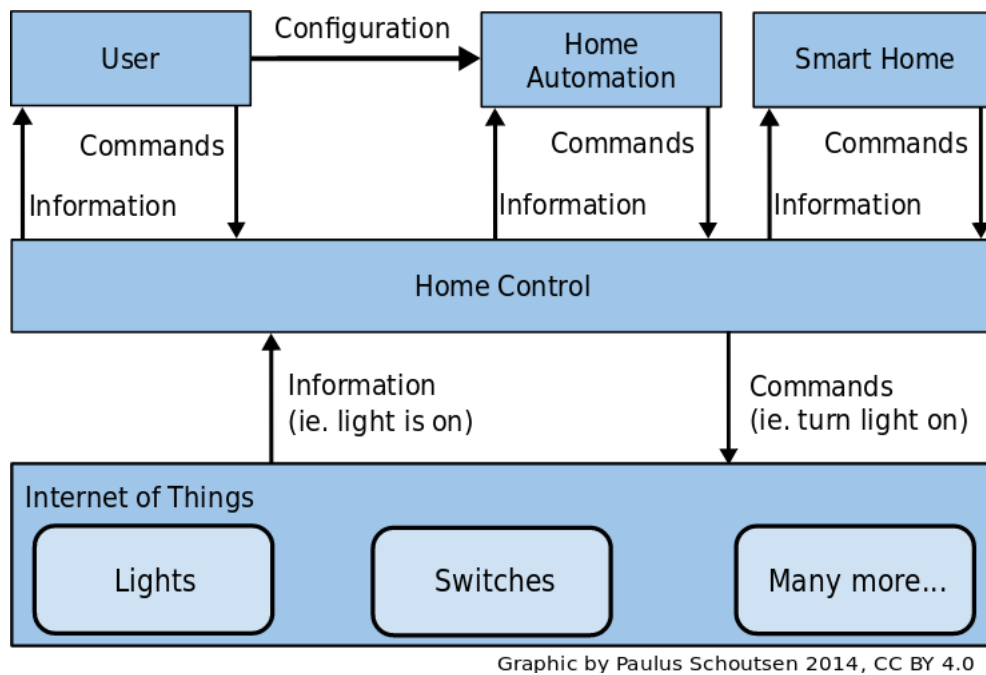 User
Configuration
Home
Automation
Smart Home
Commands
Information
Commands
Information
Commands
Information
Home Control
Information
(ie. light is on)
Commands
(ie. turn light on)
Internet of Things
Lights
Switches
Many more...
Graphic by Paulus Schoutsen 2014, CC BY 4.0